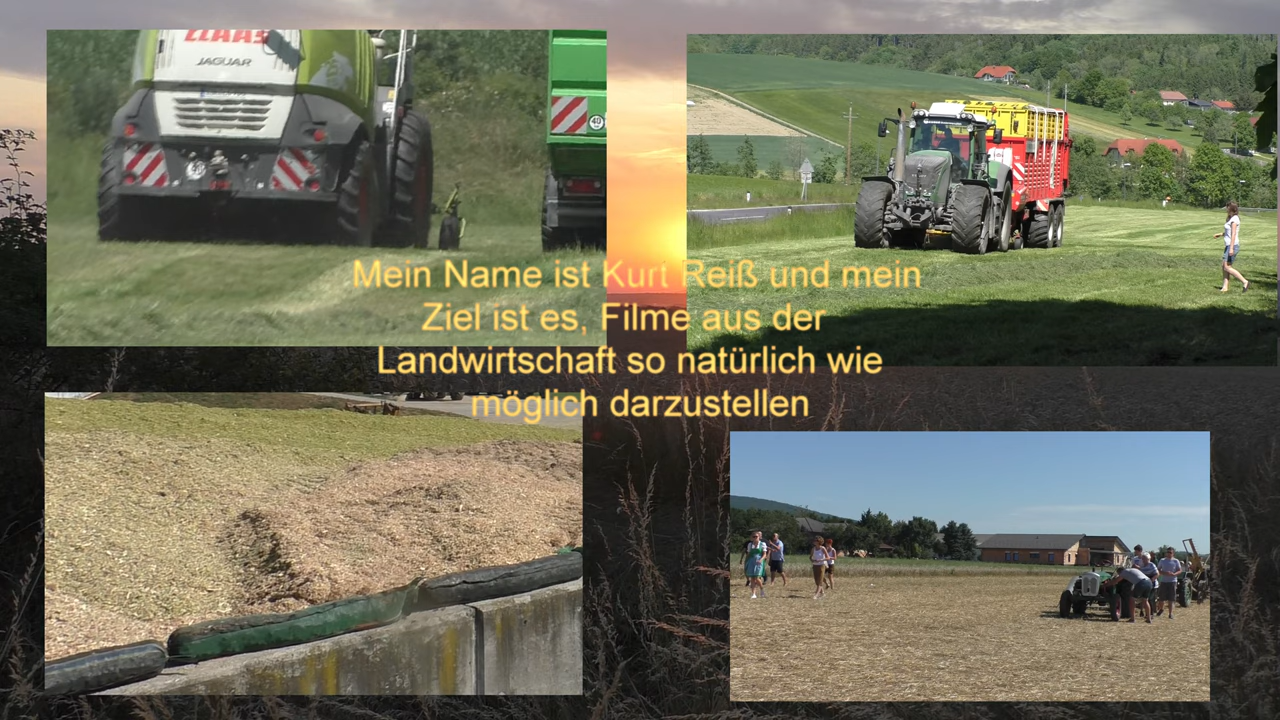 CLAAS
JAGUAR
40
Mein Name ist Kurt Reiß und mein
Ziel ist es, Filme aus der
Landwirtschaft so natürlich wie
möglich darzustellen